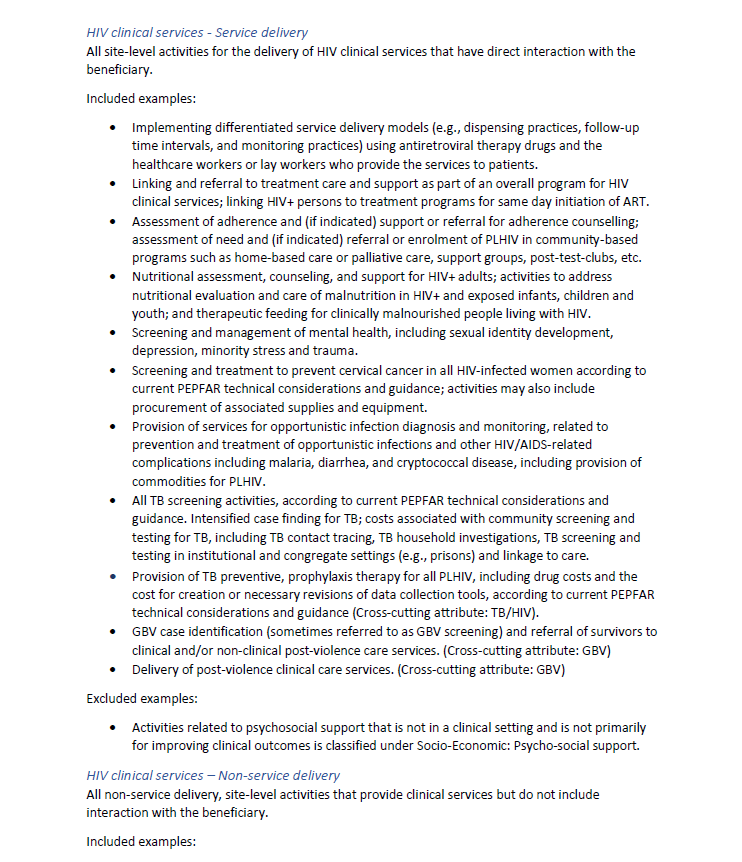 HIV clinical services - Service delivery
All site-level activities for the delivery of HIV clinical services that have direct interaction with the
beneficiary.
Included examples:
• Implementing differentiated service delivery models (e.g., dispensing practices, follow-up
time intervals, and monitoring practices) using antiretroviral therapy drugs and the
healthcare workers or lay workers who provide the services to patients.
• Linking and referral to treatment care and support as part of an overall program for HIV
clinical services; linking HIV+ persons to treatment programs for same day initiation of ART.
• Assessment of adherence and (if indicated) support or referral for adherence counselling;
assessment of need and (if indicated) referral or enrolment of PLHIV in community-based
programs such as home-based care or palliative care, support groups, post-test-clubs, etc.
• Nutritional assessment, counseling, and support for HIV+ adults; activities to address
nutritional evaluation and care of malnutrition in HIV+ and exposed infants, children and
youth; and therapeutic feeding for clinically malnourished people living with HIV.
• Screening and management of mental health, including sexual identity development,
depression, minority stress and trauma.
• Screening and treatment to prevent cervical cancer in all HIV-infected women according to
current PEPFAR technical considerations and guidance; activities may also include
procurement of associated supplies and equipment.
• Provision of services for opportunistic infection diagnosis and monitoring, related to
prevention and treatment of opportunistic infections and other HIV/AIDS-related
complications including malaria, diarrhea, and cryptococcal disease, including provision of
commodities for PLHIV.
• All TB screening activities, according to current PEPFAR technical considerations and
guidance. Intensified case finding for TB; costs associated with community screening and
testing for TB, including TB contact tracing, TB household investigations, TB screening and
testing in institutional and congregate settings (e.g., prisons) and linkage to care.
• Provision of TB preventive, prophylaxis therapy for all PLHIV, including drug costs and the
cost for creation or necessary revisions of data collection tools, according to current PEPFAR
technical considerations and guidance (Cross-cutting attribute: TB/HIV).
• GBV case identification (sometimes referred to as GBV screening) and referral of survivors to
clinical and/or non-clinical post-violence care services. (Cross-cutting attribute: GBV)
• Delivery of post-violence clinical care services. (Cross-cutting attribute: GBV)
Excluded examples:
• Activities related to psychosocial support that is not in a clinical setting and is not primarily
for improving clinical outcomes is classified under Socio-Economic: Psycho-social support.
HIV clinical services – Non-service delivery
All non-service delivery, site-level activities that provide clinical services but do not include
interaction with the beneficiary.
Included examples: